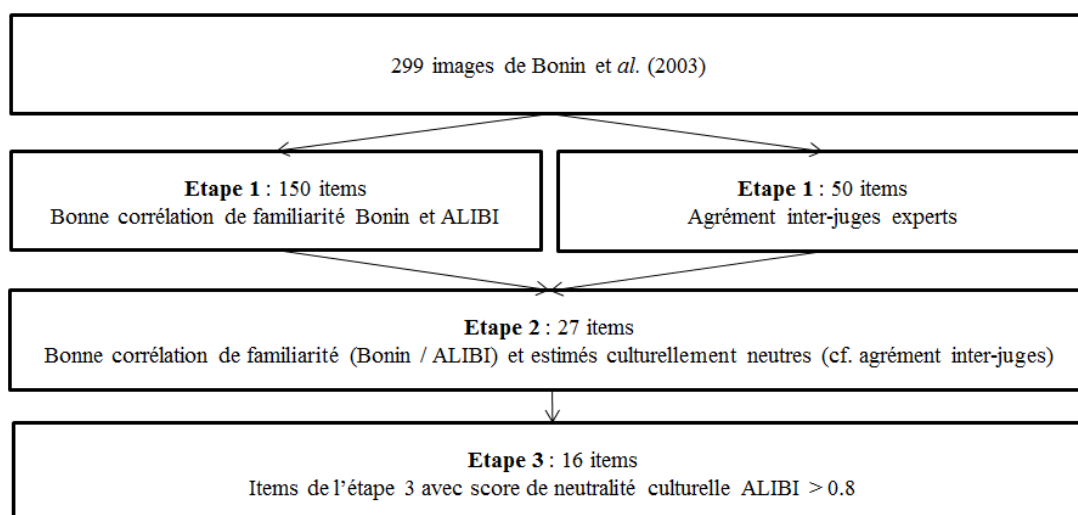 299 images de Bonin et al. (2003)
Etape 1 : 150 items
Bonne corrélation de familiarité Bonin et ALIBI
Etape 1 : 50 items
Agrément inter-juges experts
Etape 2 : 27 items
Bonne corrélation de familiarité (Bonin / ALIBI) et estimés culturellement neutres (cf. agrément inter-juges)
Etape 3 : 16 items
Items de l'étape 3 avec score de neutralité culturelle ALIBI > 0.8